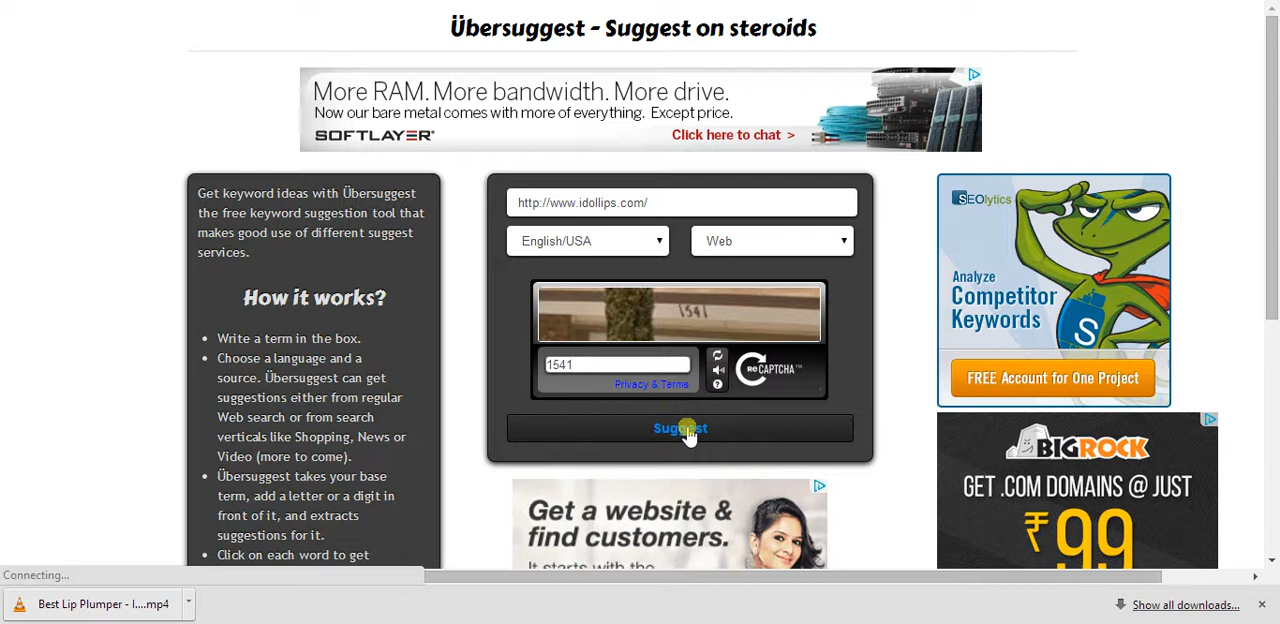 Übersuggest - Suggest on steroids
More RAM. More bandwidth. More drive.
Now our bare metal comes with more of everything. Except price.
SOFTLAYER
Click here to chat >
Get keyword ideas with Übersuggest
the free keyword suggestion tool that
makes good use of different suggest
services.
How it works?
Write a term in the box.
Choose a language and a
source. Übersuggest can get
suggestions either from regular
Web search or from search
verticals like Shopping, News or
Video (more to come).
Übersuggest takes your base
term, add a letter or a digit in
front of it, and extracts
suggestions for it.
Click on each word to get
http://www.idollips.com/
English/USA
Web
1541
1541
Privacy & Terms
reCAPTCHA™
Suggest
Get a website &
find customers.
It starts with the
SEOlytics
Analyze
Competitor
Keywords
S
FREE Account for One Project
BIGROCK
GET .COM DOMAINS @ JUST
₹99
Connecting...
Best Lip Plumper - I....mp4
Show all downloads...